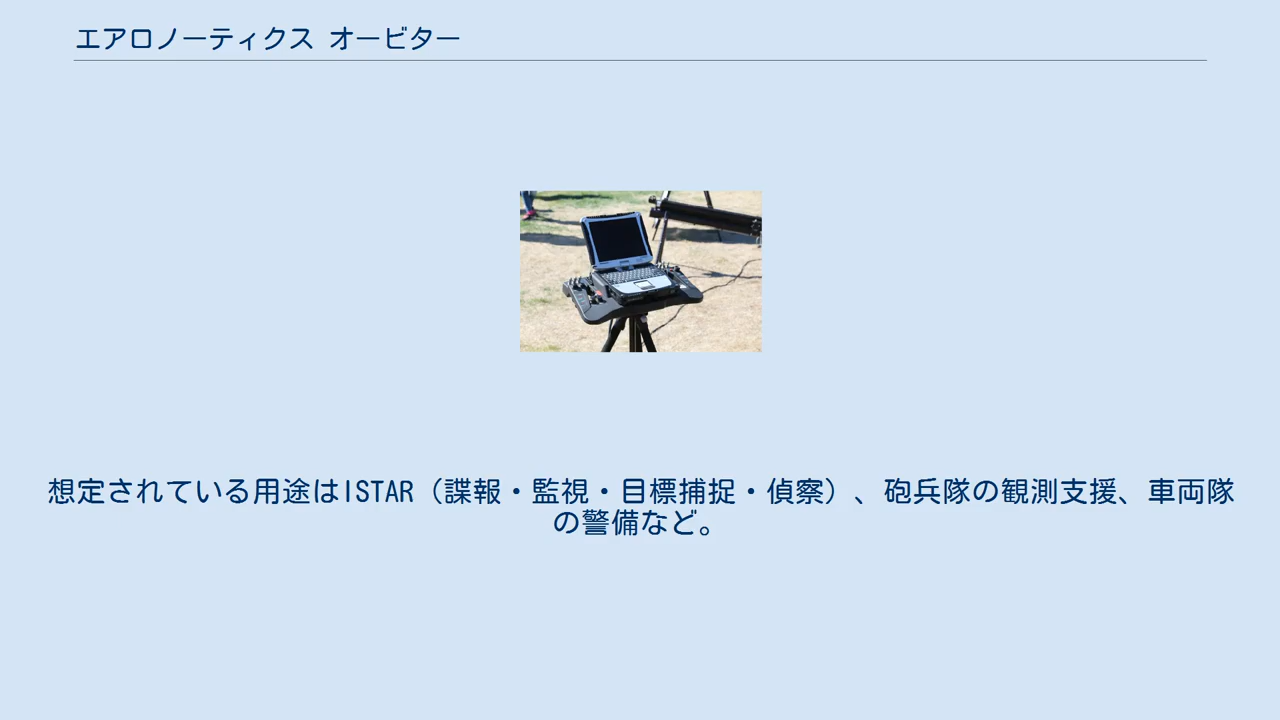 エアロノーティクス オービター
想定されている用途はISTAR（諜報・監視・目標捕捉・偵察）、砲兵隊の観測支援、車両隊
の警備など。